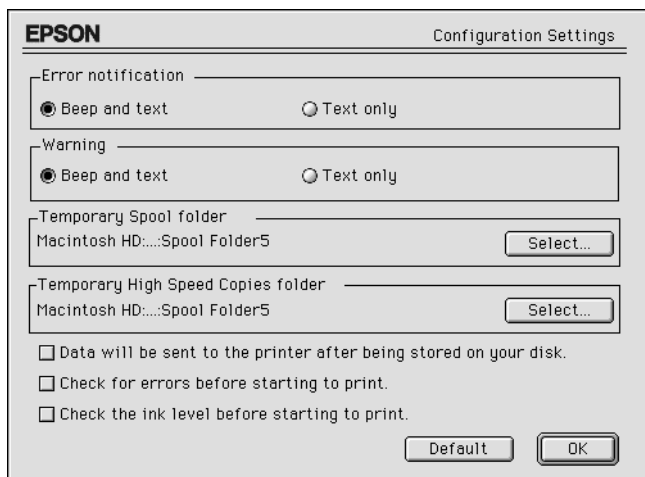 EPSON Configuration Settings
Error notification
Beep and text Text only
Warning
Beep and text Text only
Temporary Spool folder
Macintosh HD:...:Spool Folder5 Select...
Temporary High Speed Copies folder
Macintosh HD:...:Spool Folder5 Select...
Data will be sent to the printer after being stored on your disk.
Check for errors before starting to print.
Check the ink level before starting to print.
Default OK